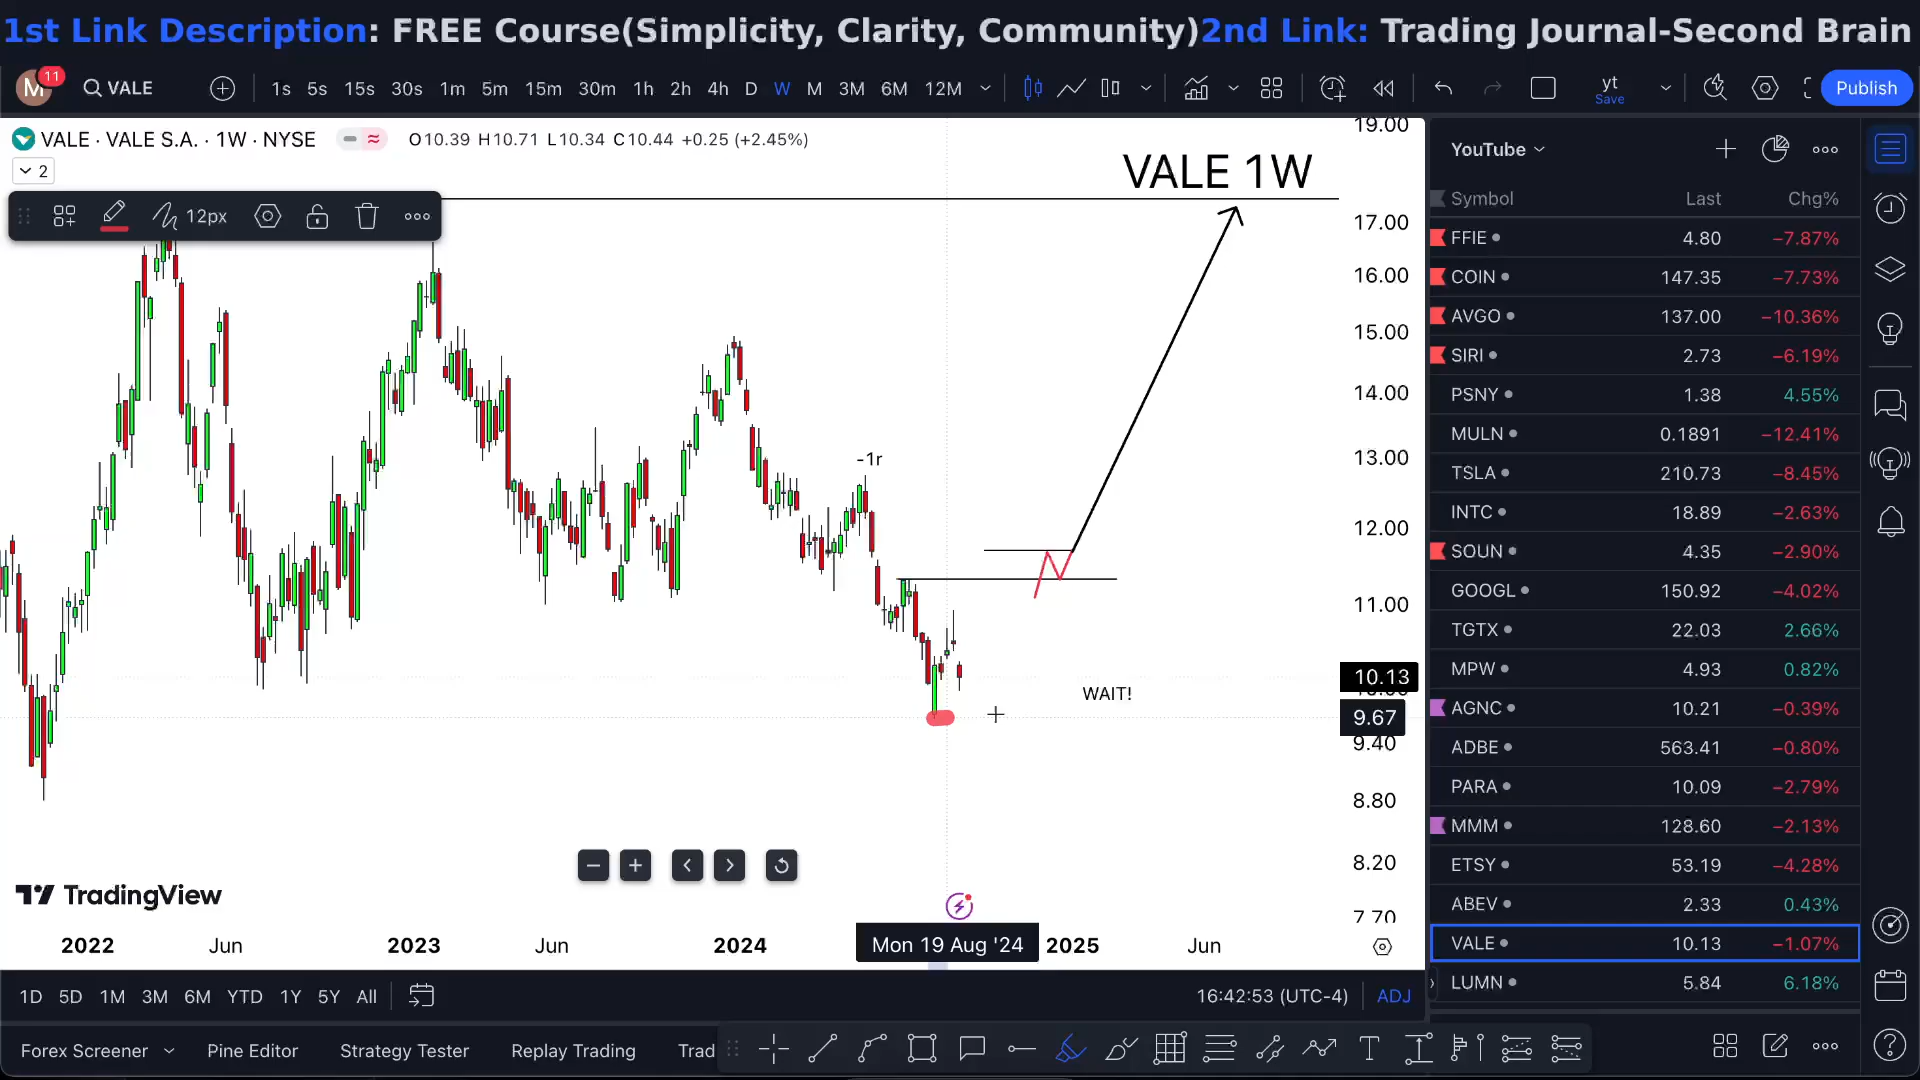 1st Link Description: FREE Course(Simplicity, Clarity, Community)2nd Link: Trading Journal-Second Brain
M 11 VALE 1s 5s 15s 30s 1m 5m 15m 30m 1h 2h 4h D W M 3M 6M 12M yt Save Publish
VALE · VALE S.A. · 1W · NYSE O10.39 H10.71 L10.34 C10.44 +0.25 (+2.45%)
2
12px
VALE 1W
-1r
WAIT!
19.00
17.00
16.00
15.00
14.00
13.00
12.00
11.00
10.13
9.67
9.40
8.80
8.20
7.70
TradingView
2022 Jun 2023 Jun 2024 Mon 19 Aug '24 2025 Jun
1D 5D 1M 3M 6M YTD 1Y 5Y All 16:42:53 (UTC-4) ADJ
Forex Screener Pine Editor Strategy Tester Replay Trading Trad
YouTube
Symbol Last Chg%
FFIE 4.80 −7.87%
COIN 147.35 −7.73%
AVGO 137.00 −10.36%
SIRI 2.73 −6.19%
PSNY 1.38 4.55%
MULN 0.1891 −12.41%
TSLA 210.73 −8.45%
INTC 18.89 −2.63%
SOUN 4.35 −2.90%
GOOGL 150.92 −4.02%
TGTX 22.03 2.66%
MPW 4.93 0.82%
AGNC 10.21 −0.39%
ADBE 563.41 −0.80%
PARA 10.09 −2.79%
MMM 128.60 −2.13%
ETSY 53.19 −4.28%
ABEV 2.33 0.43%
VALE 10.13 −1.07%
LUMN 5.84 6.18%